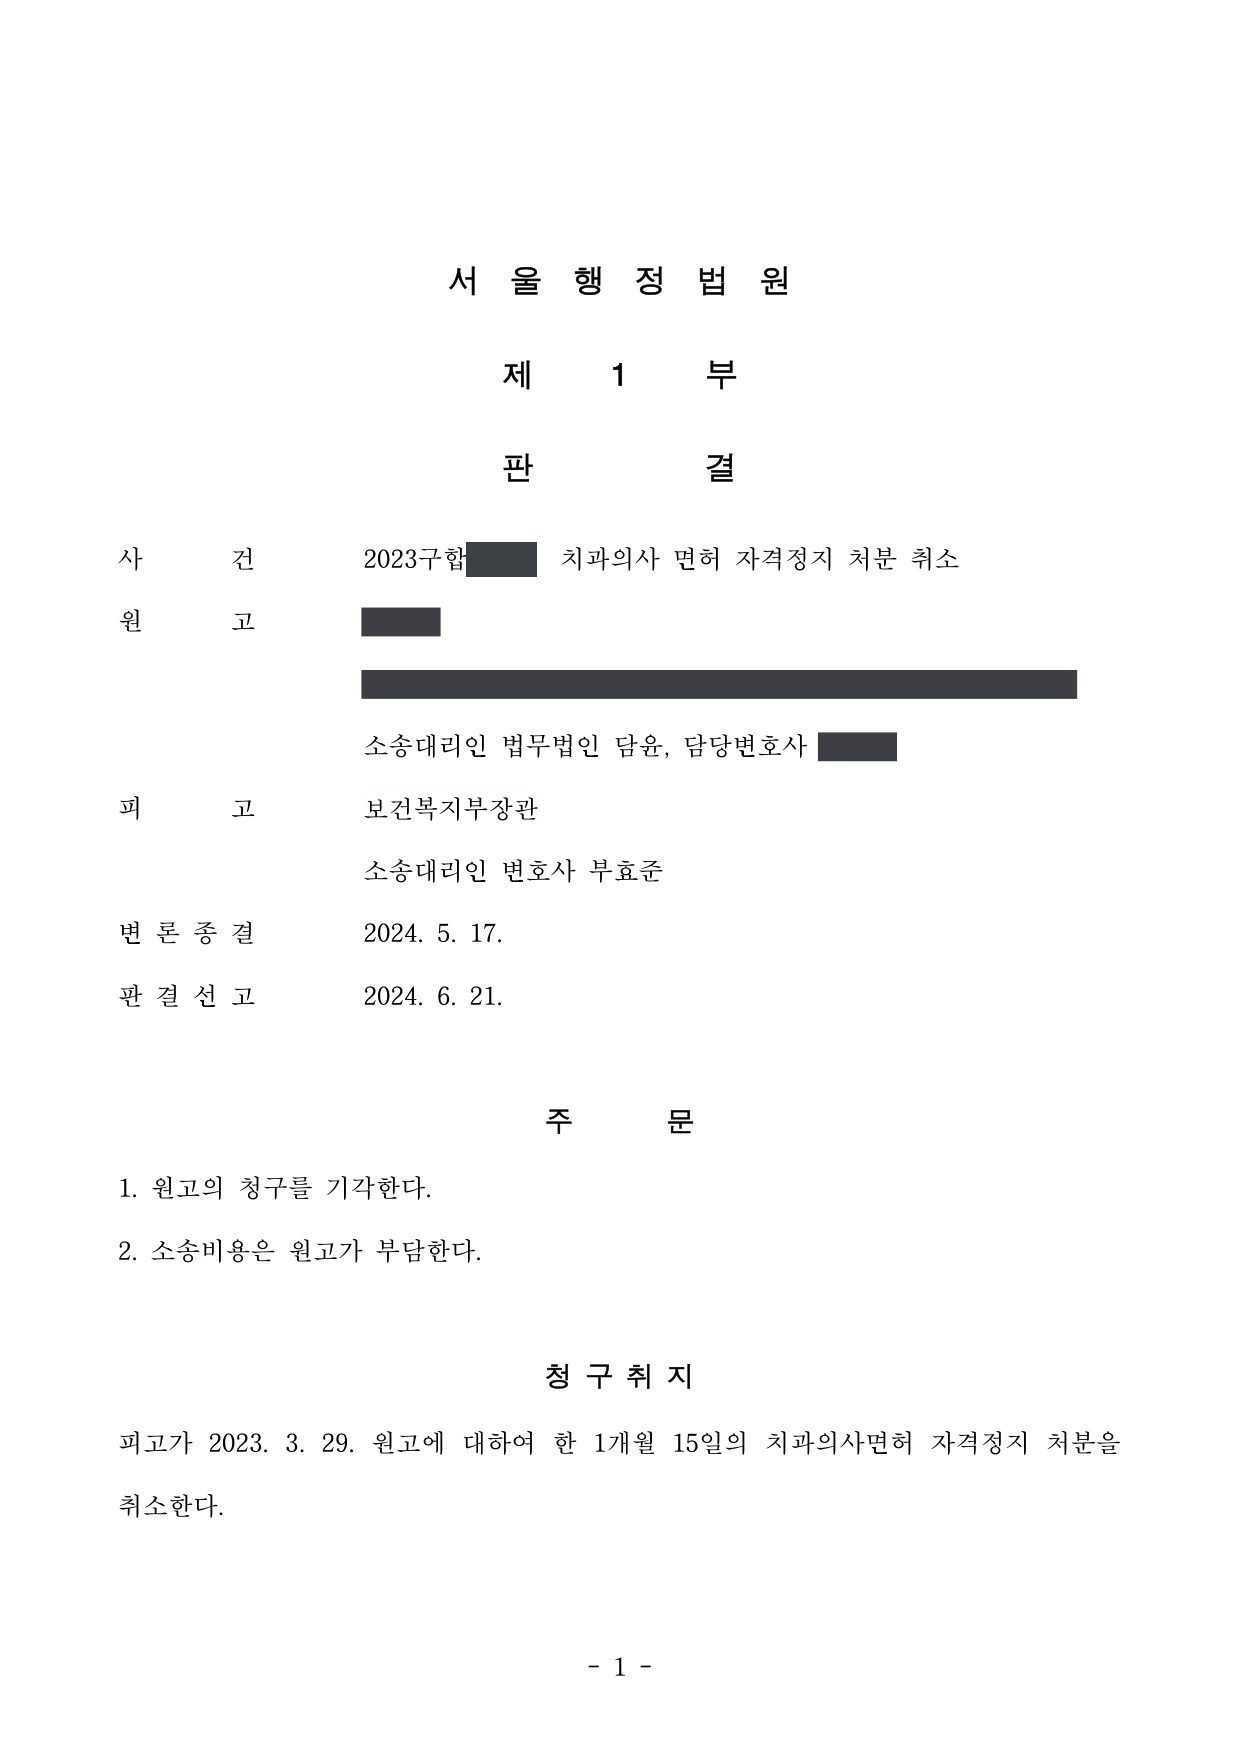 서 울 행 정 법 원
제 1 부
판 결
사 건 2023구합 치과의사 면허 자격정지 처분 취소
원 고
소송대리인 법무법인 담윤, 담당변호사
피 고 보건복지부장관
소송대리인 변호사 부효준
변 론 종 결 2024. 5. 17.
판 결 선 고 2024. 6. 21.
주 문
1. 원고의 청구를 기각한다.
2. 소송비용은 원고가 부담한다.
청 구 취 지
피고가 2023. 3. 29. 원고에 대하여 한 1개월 15일의 치과의사면허 자격정지 처분을
취소한다.
- 1 -